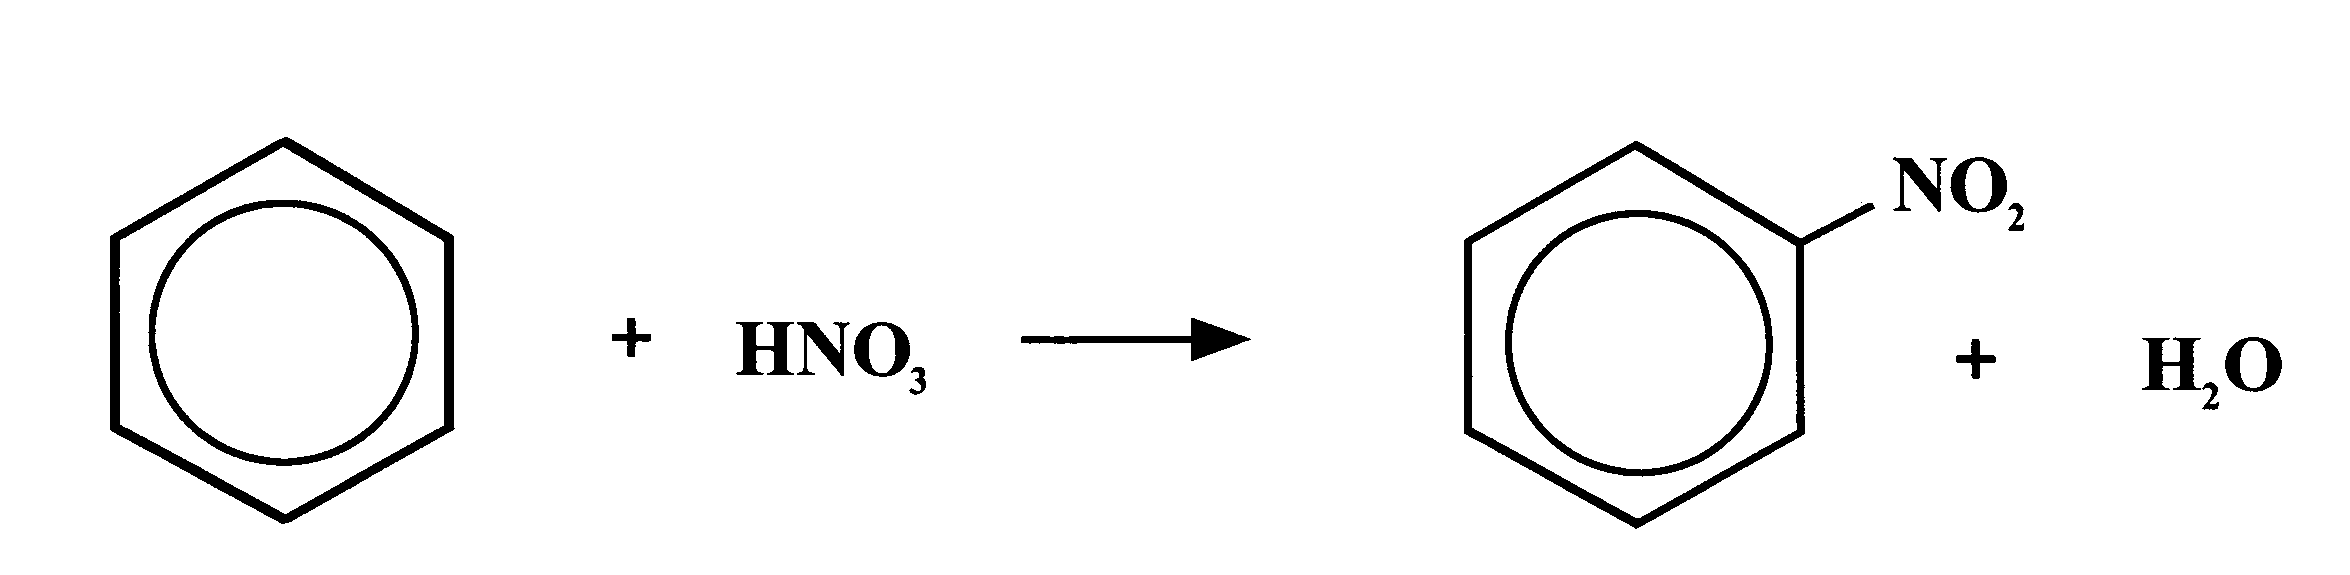 + HNO₃ → NO₂ + H₂O